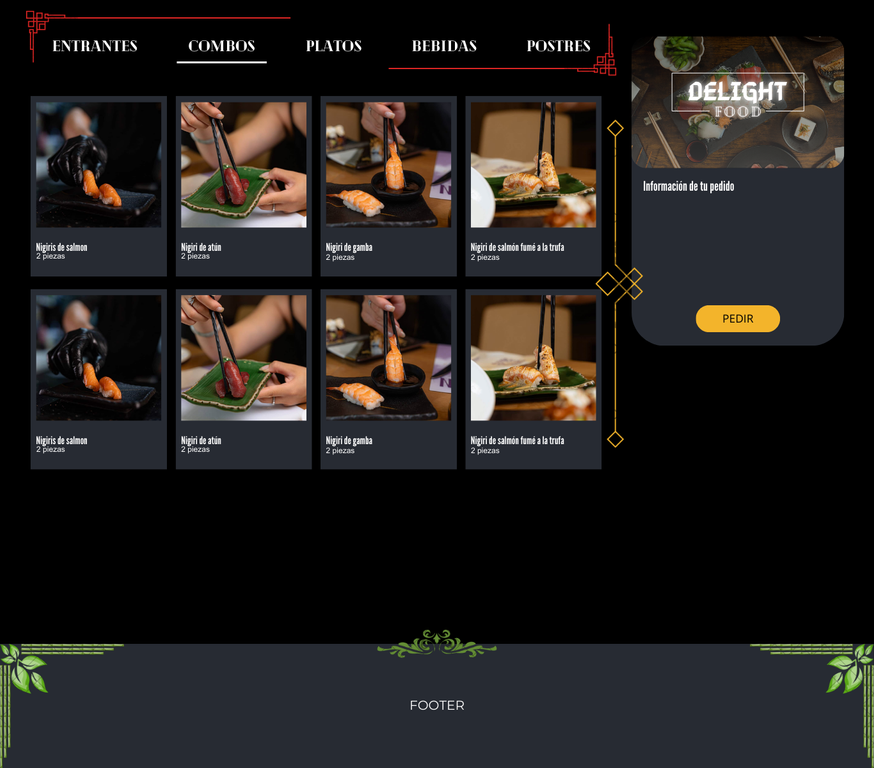 ENTRANTES COMBOS PLATOS BEBIDAS POSTRES
DELIGHT
FOOD
Información de tu pedido
PEDIR
Nigiris de salmon
2 piezas
Nigiri de atún
2 piezas
Nigiri de gamba
2 piezas
Nigiri de salmón fumé a la trufa
2 piezas
Nigiris de salmon
2 piezas
Nigiri de atún
2 piezas
Nigiri de gamba
2 piezas
Nigiri de salmón fumé a la trufa
2 piezas
FOOTER